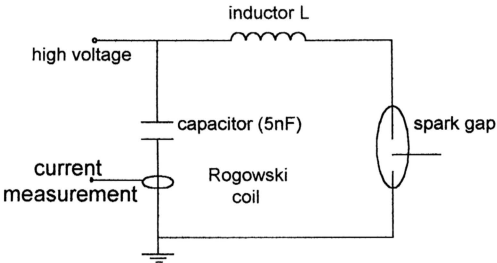 inductor L
high voltage
capacitor (5nF)
spark gap
current
measurement
Rogowski
coil